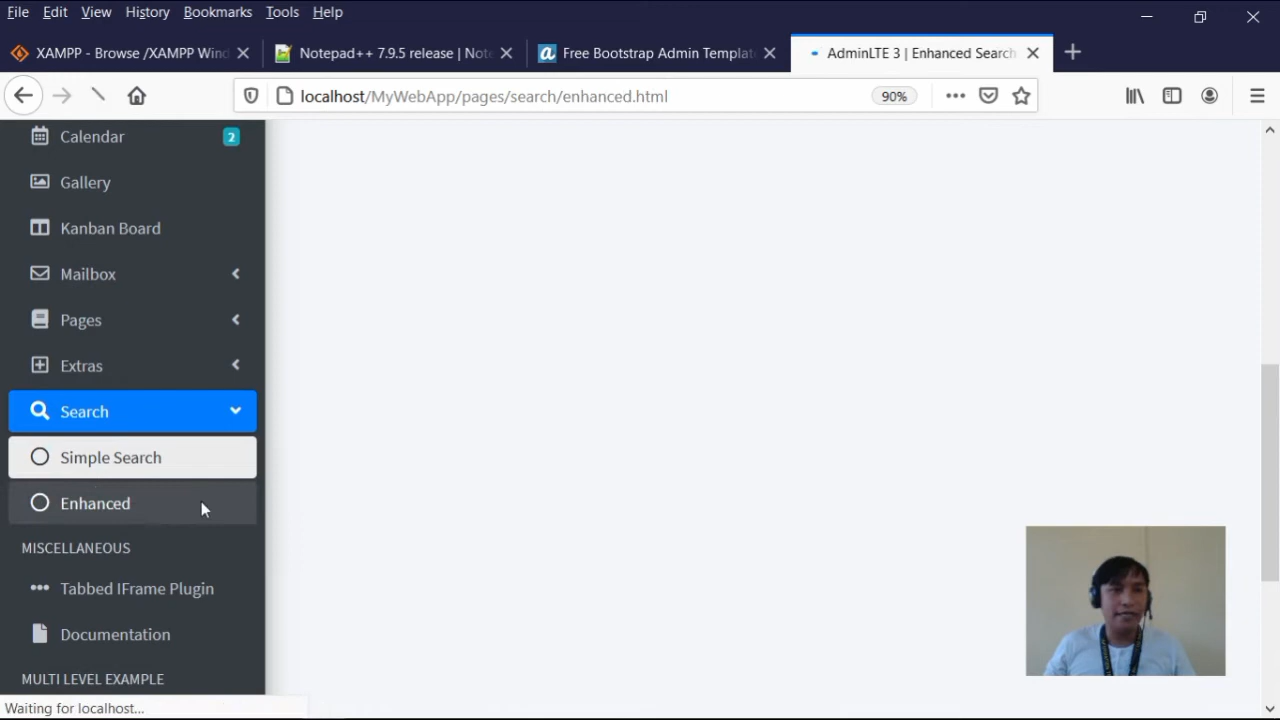 File Edit View History Bookmarks Tools Help
XAMPP - Browse /XAMPP Wind
Notepad++ 7.9.5 release | Note
Free Bootstrap Admin Templat
AdminLTE 3 | Enhanced Search
localhost/MyWebApp/pages/search/enhanced.html
90%
Calendar 2
Gallery
Kanban Board
Mailbox
Pages
Extras
Search
Simple Search
Enhanced
MISCELLANEOUS
Tabbed IFrame Plugin
Documentation
MULTI LEVEL EXAMPLE
Waiting for localhost...